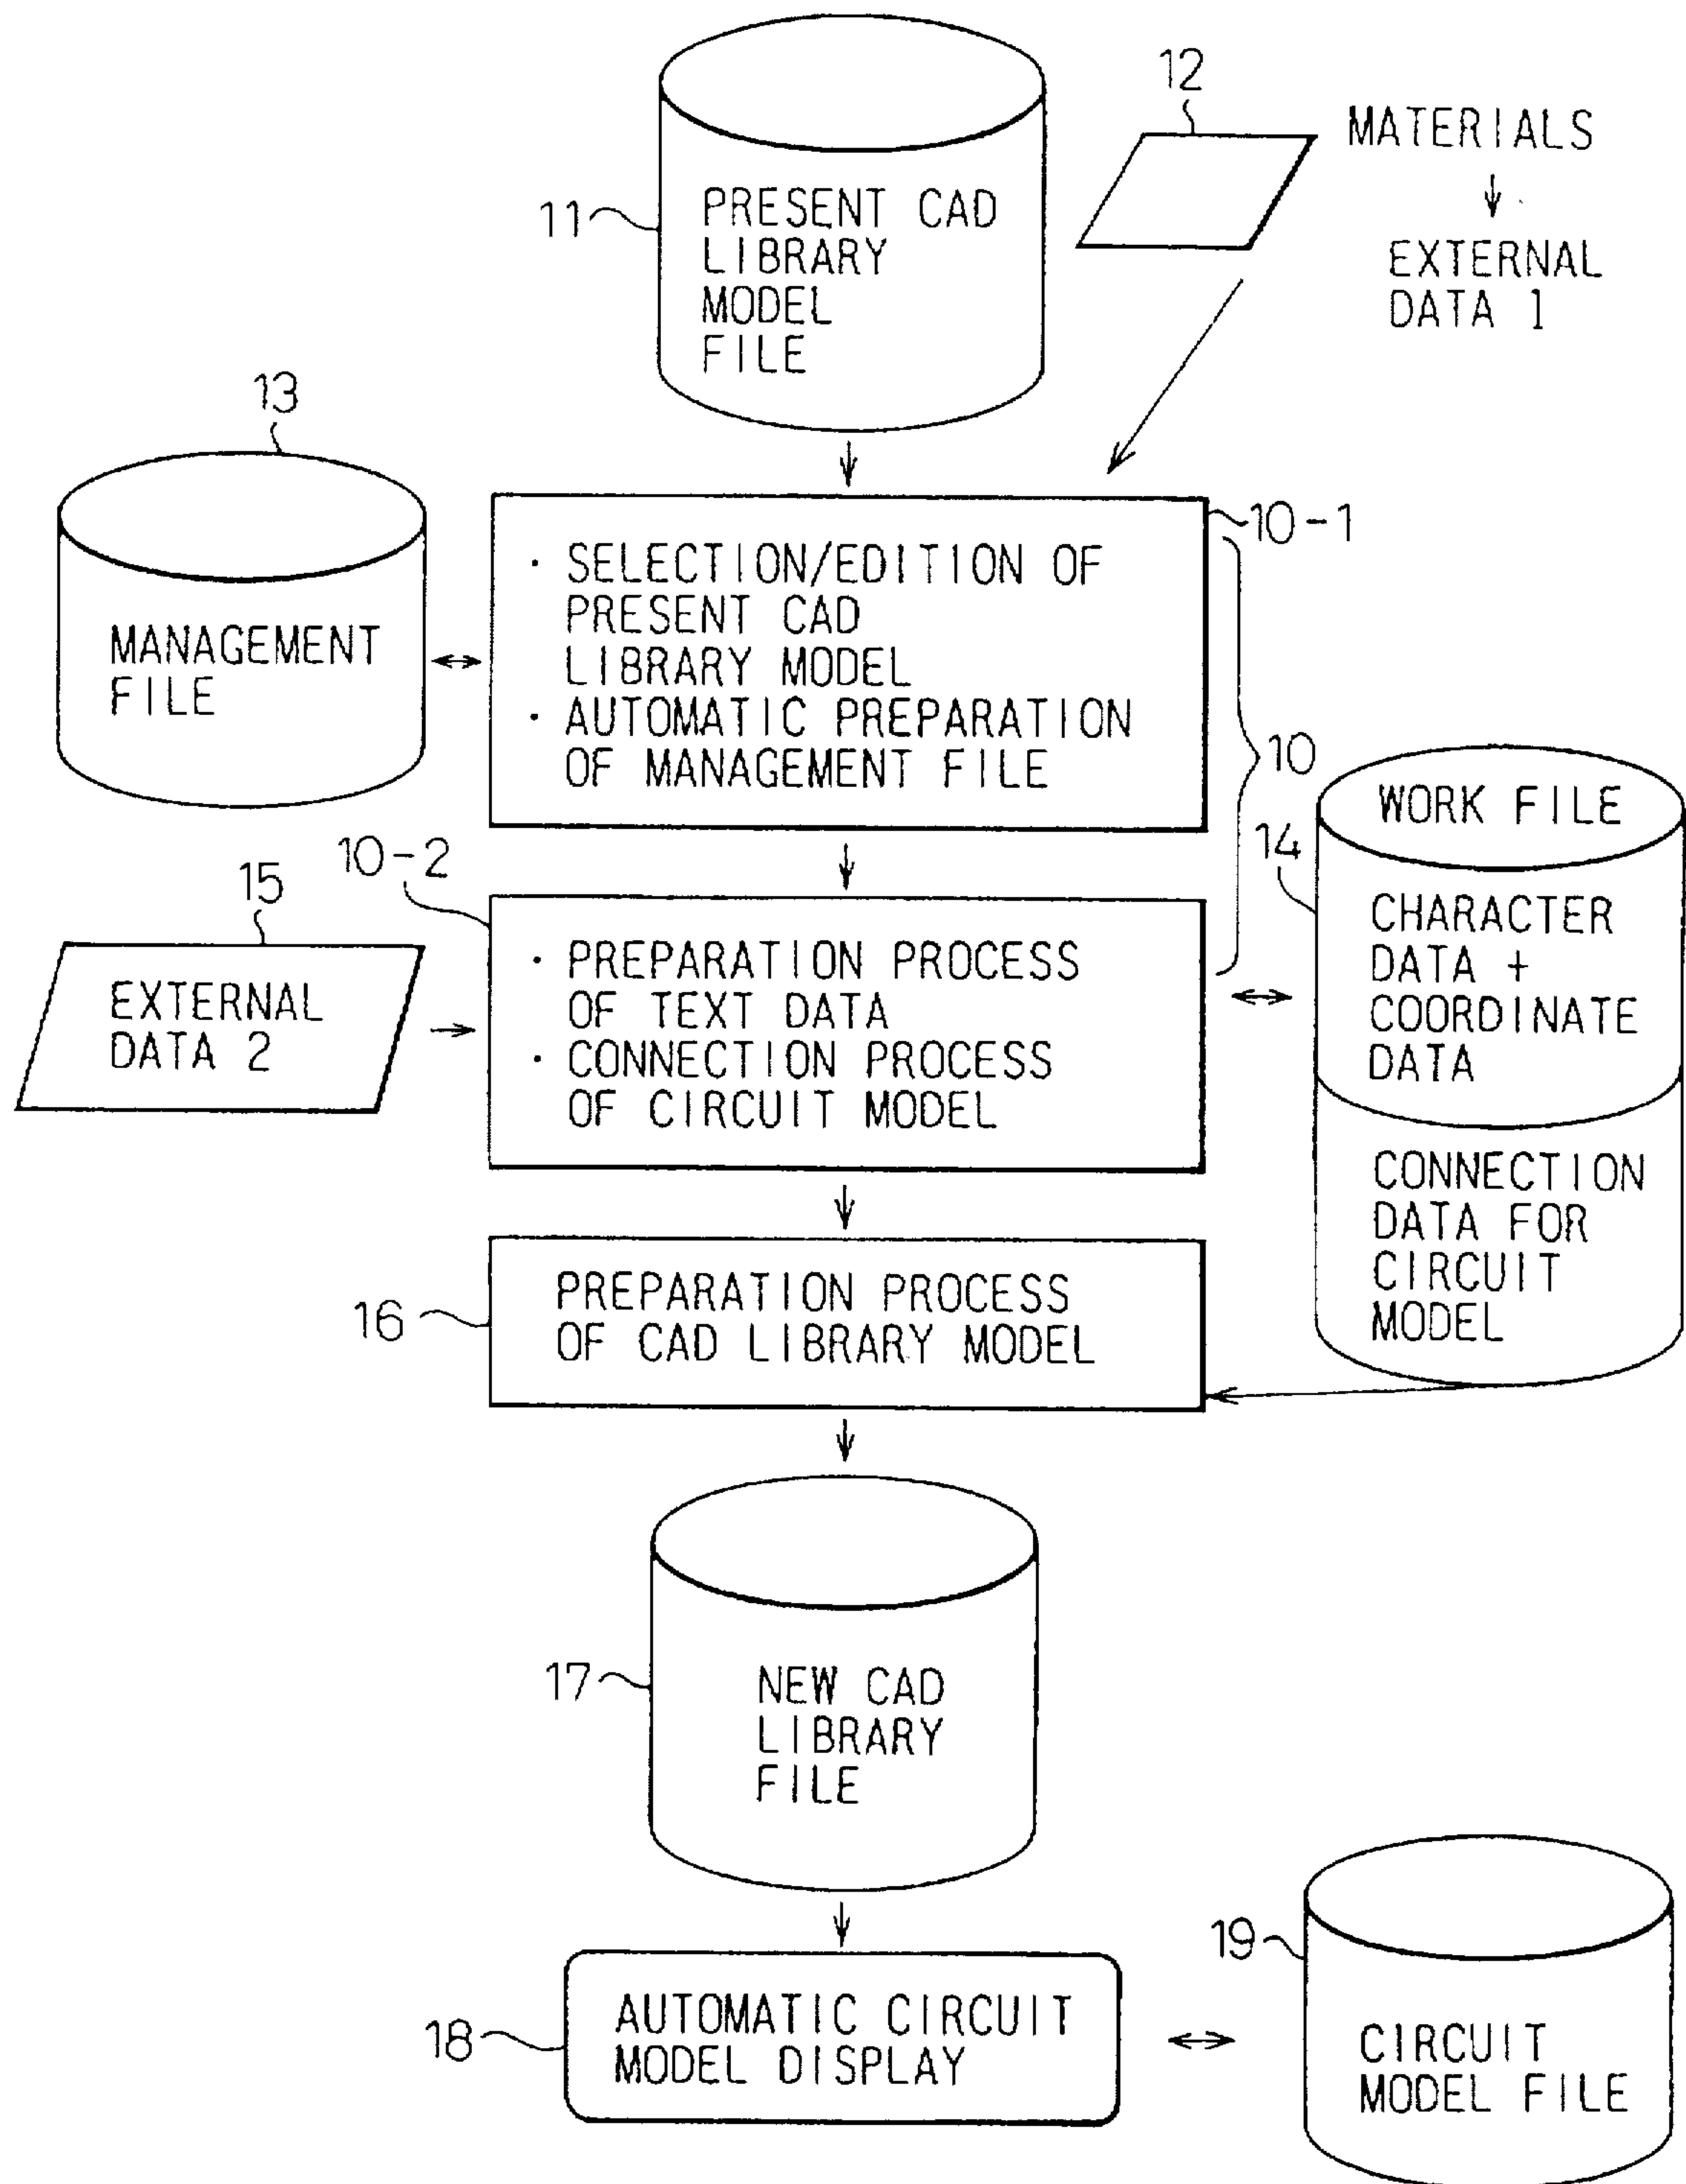 12
MATERIALS
EXTERNAL
DATA 1
11
PRESENT CAD
LIBRARY
MODEL
FILE
13
MANAGEMENT
FILE
10-1
· SELECTION/EDITION OF
PRESENT CAD
LIBRARY MODEL
· AUTOMATIC PREPARATION
OF MANAGEMENT FILE
10
14
WORK FILE
CHARACTER
DATA +
COORDINATE
DATA
CONNECTION
DATA FOR
CIRCUIT
MODEL
15
EXTERNAL
DATA 2
10-2
· PREPARATION PROCESS
OF TEXT DATA
· CONNECTION PROCESS
OF CIRCUIT MODEL
16
PREPARATION PROCESS
OF CAD LIBRARY MODEL
17
NEW CAD
LIBRARY
FILE
18
AUTOMATIC CIRCUIT
MODEL DISPLAY
19
CIRCUIT
MODEL FILE